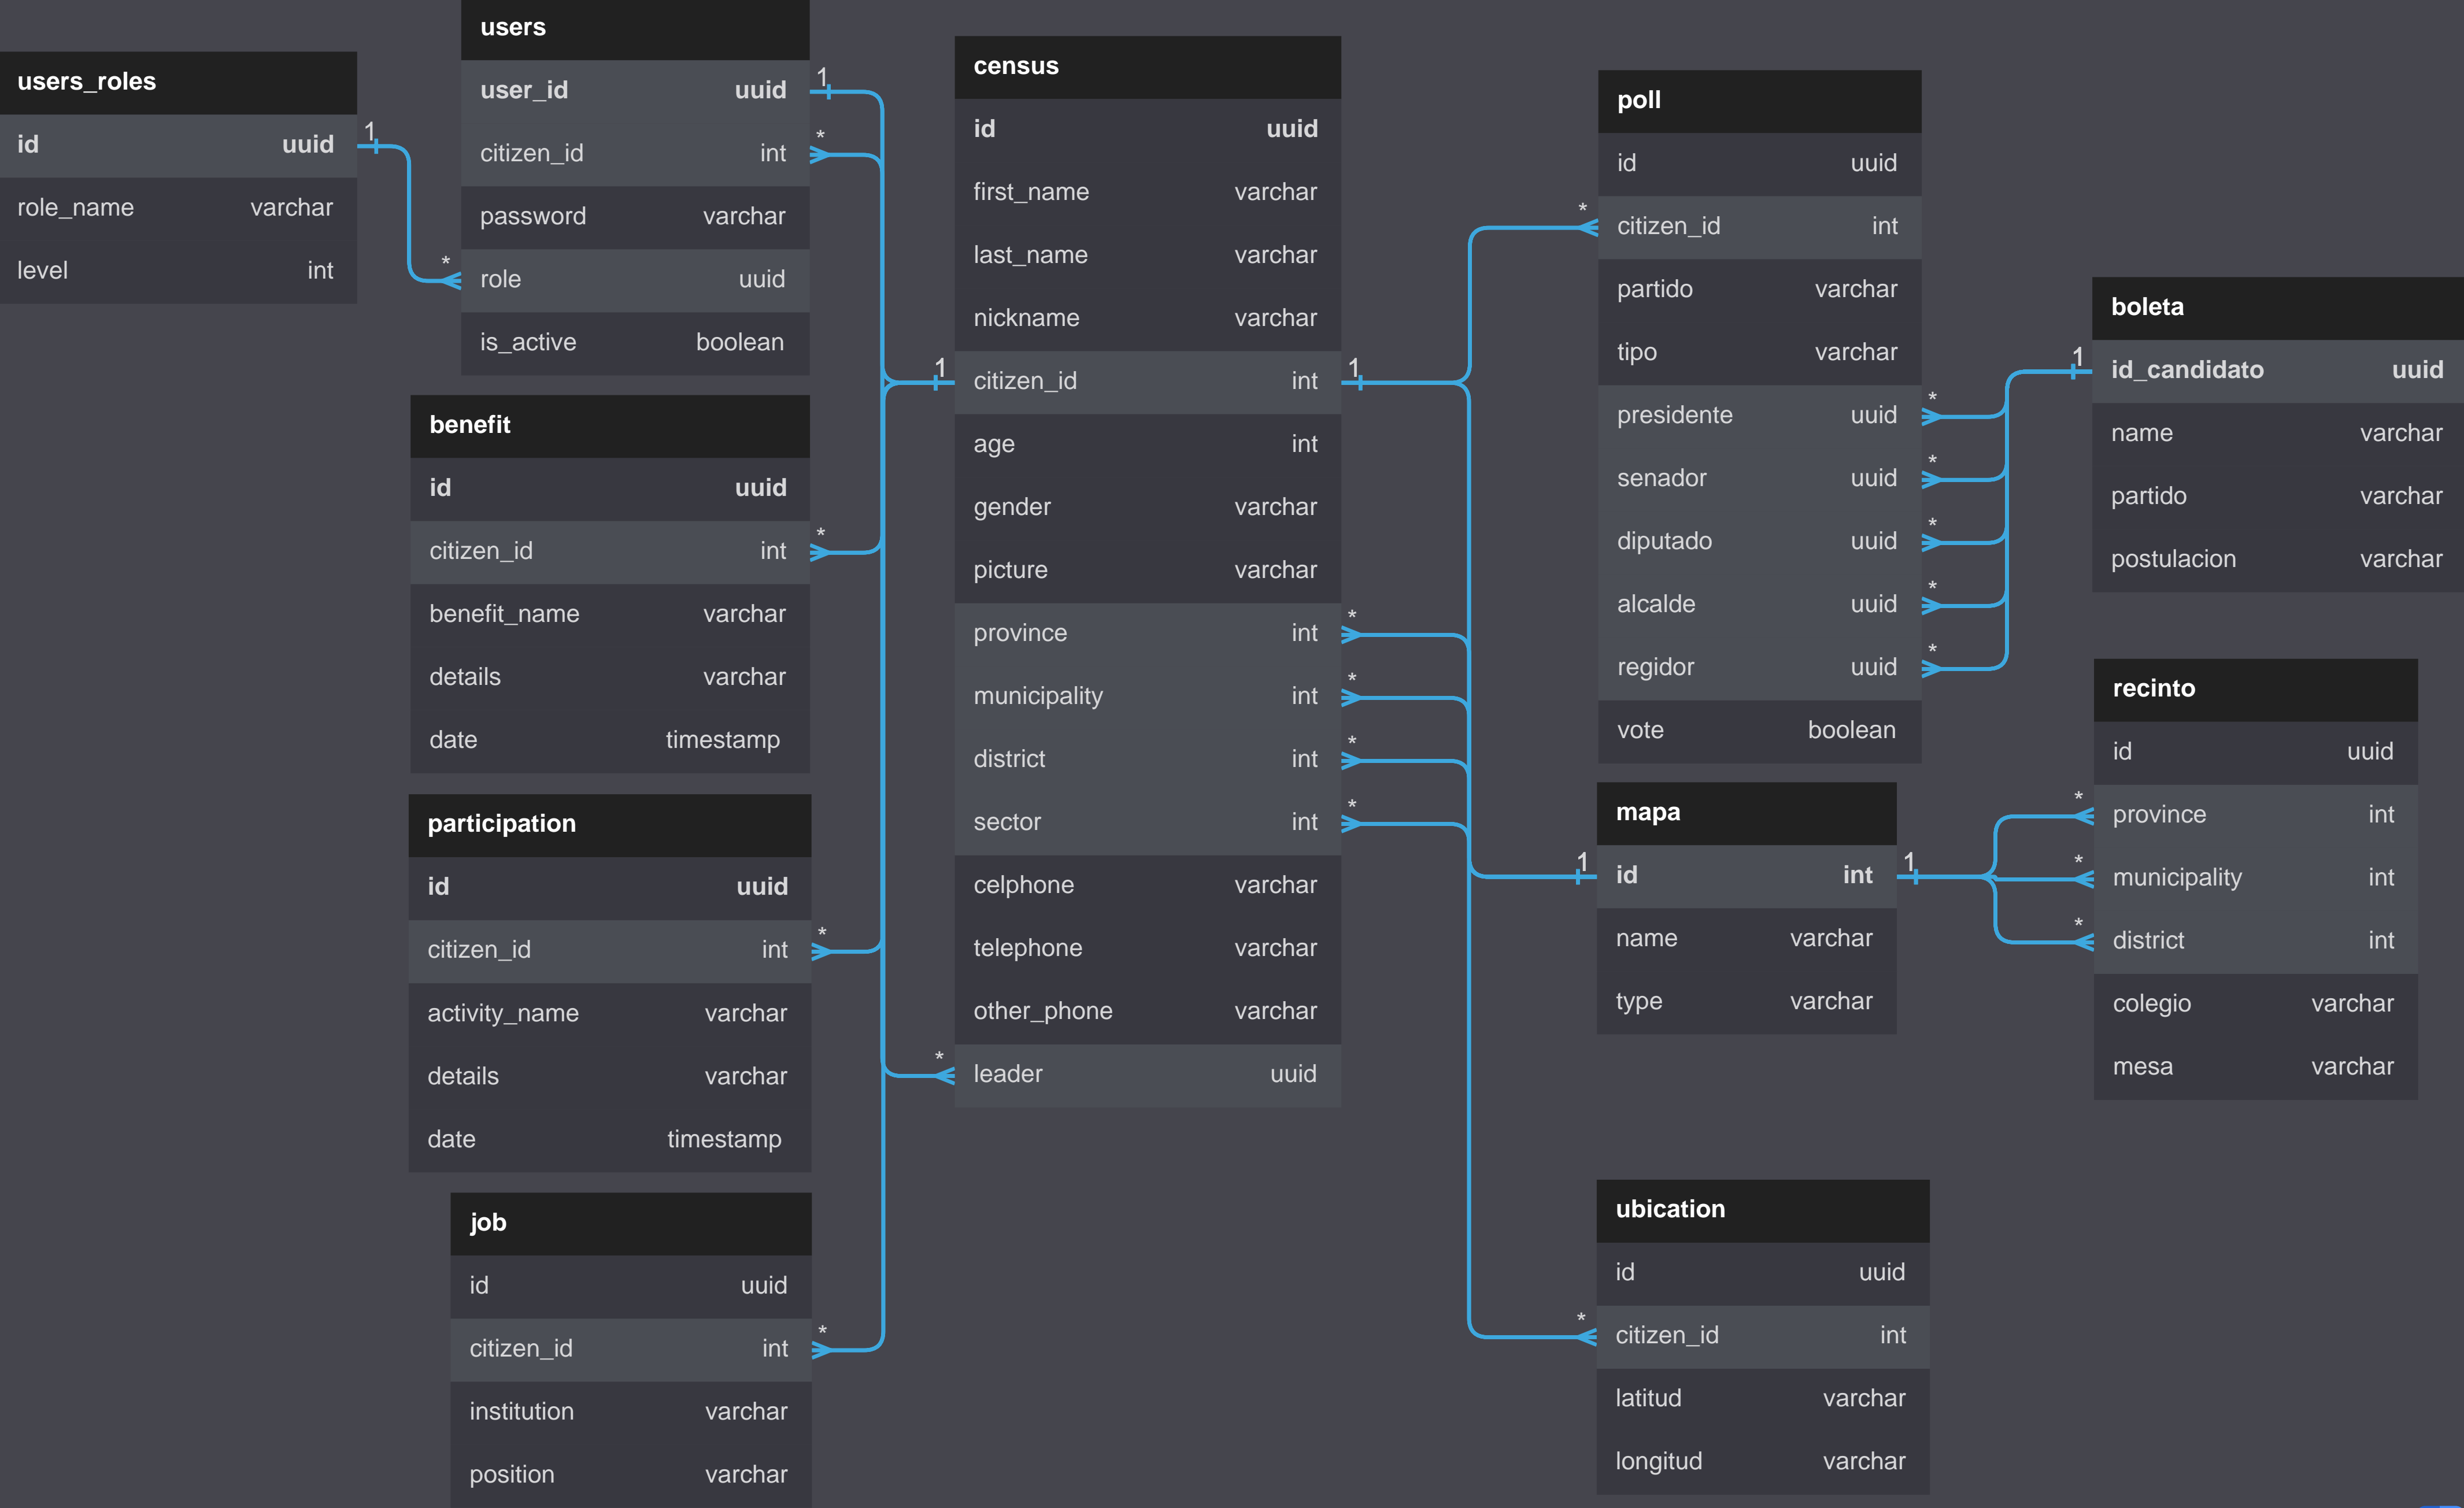 users_roles
id uuid
role_name varchar
level int
users
user_id uuid
citizen_id int
password varchar
role uuid
is_active boolean
benefit
id uuid
citizen_id int
benefit_name varchar
details varchar
date timestamp
participation
id uuid
citizen_id int
activity_name varchar
details varchar
date timestamp
job
id uuid
citizen_id int
institution varchar
position varchar
census
id uuid
first_name varchar
last_name varchar
nickname varchar
citizen_id int
age int
gender varchar
picture varchar
province int
municipality int
district int
sector int
celphone varchar
telephone varchar
other_phone varchar
leader uuid
poll
id uuid
citizen_id int
partido varchar
tipo varchar
presidente uuid
senador uuid
diputado uuid
alcalde uuid
regidor uuid
vote boolean
mapa
id int
name varchar
type varchar
ubication
id uuid
citizen_id int
latitud varchar
longitud varchar
boleta
id_candidato uuid
name varchar
partido varchar
postulacion varchar
recinto
id uuid
province int
municipality int
district int
colegio varchar
mesa varchar
1
*
1
*
*
*
*
1
*
1
*
*
*
*
*
1
*
*
*
*
*
1
1
*
*
*
*